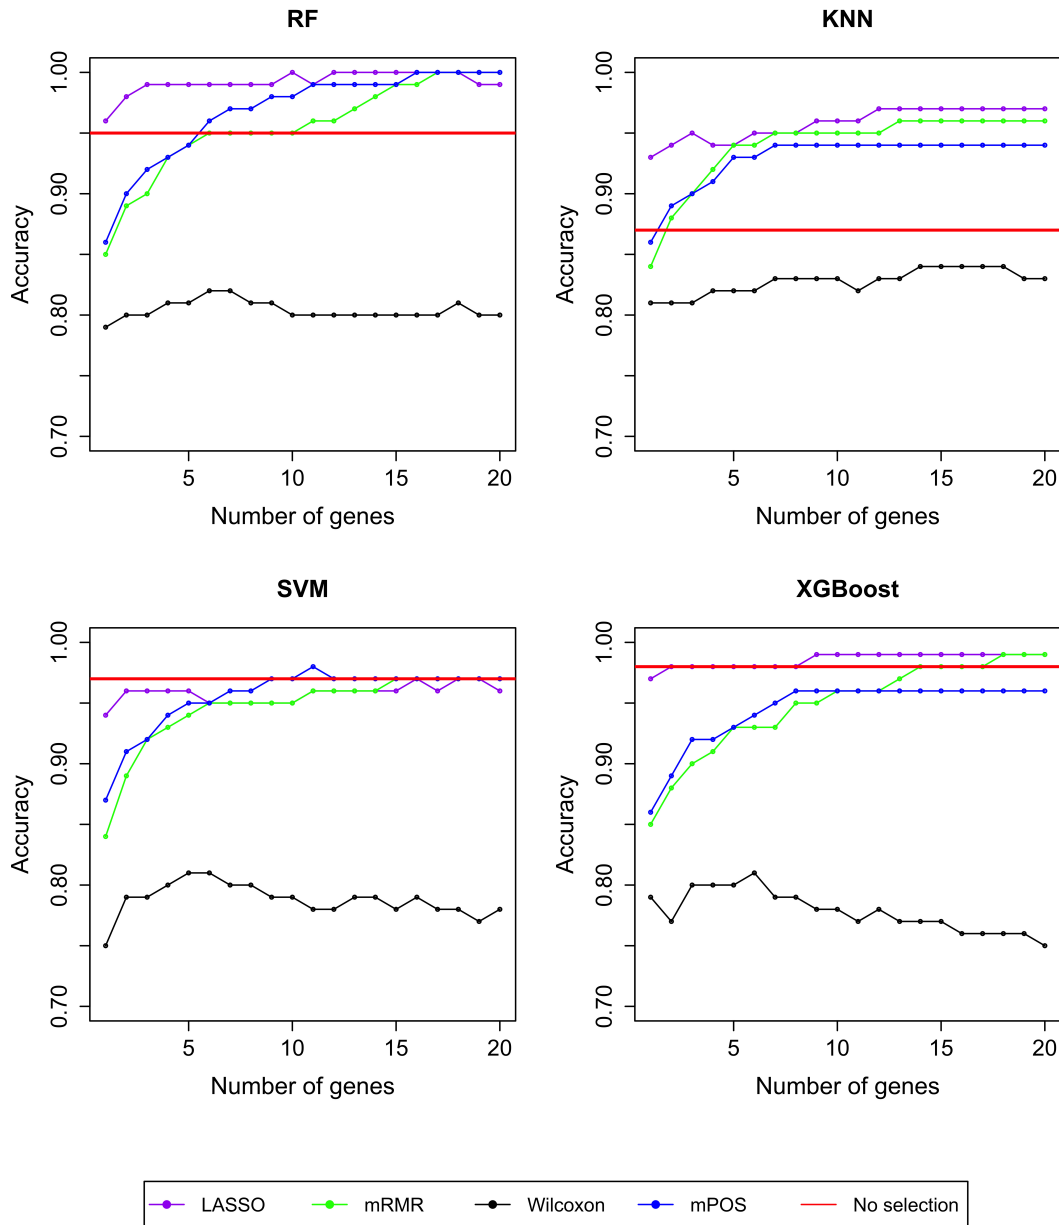 RF
KNN
Accuracy
0.70 0.80 0.90 1.00
5 10 15 20
Number of genes
Accuracy
0.70 0.80 0.90 1.00
5 10 15 20
Number of genes
SVM
XGBoost
Accuracy
0.70 0.80 0.90 1.00
5 10 15 20
Number of genes
Accuracy
0.70 0.80 0.90 1.00
5 10 15 20
Number of genes
LASSO mRMR Wilcoxon mPOS No selection